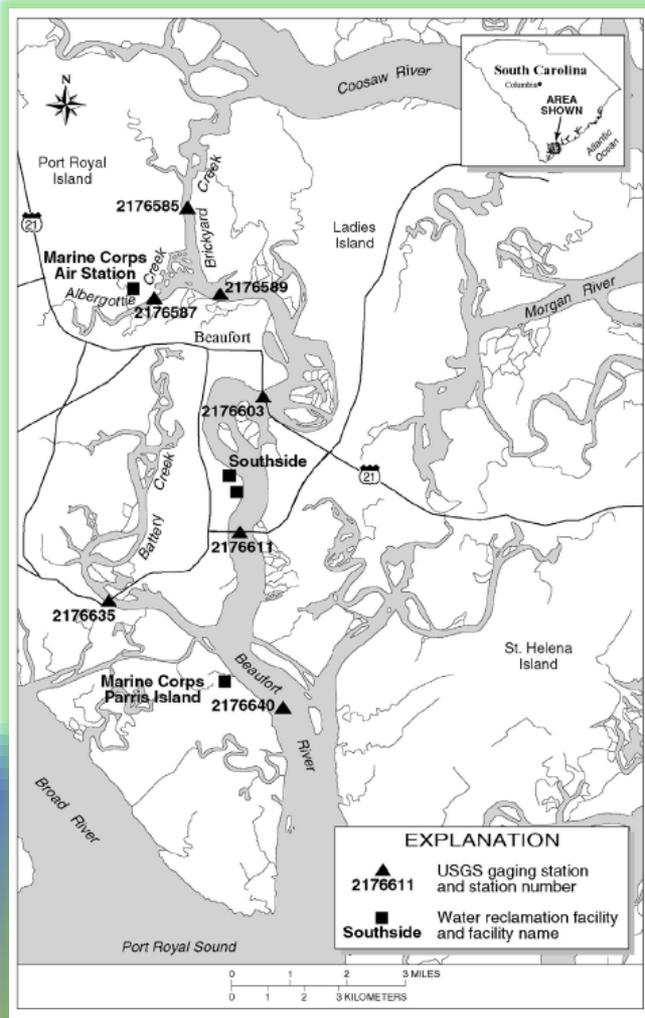 Coosaw River
South Carolina
Columbia
AREA
SHOWN
Atlantic
Ocean
N
Port Royal
Island
21
Brickyard Creek
2176585
Ladies
Island
Marine Corps
Air Station
Albergottie Creek
2176589
2176587
Morgan River
Beaufort
2176603
Southside
21
Battery Creek
2176611
2176635
St. Helena
Island
Marine Corps
Parris Island
Beaufort
2176640
River
Broad River
EXPLANATION
2176611
USGS gaging station
and station number
Southside
Water reclamation facility
and facility name
Port Royal Sound
0 1 2 3 MILES
0 1 2 3 KILOMETERS